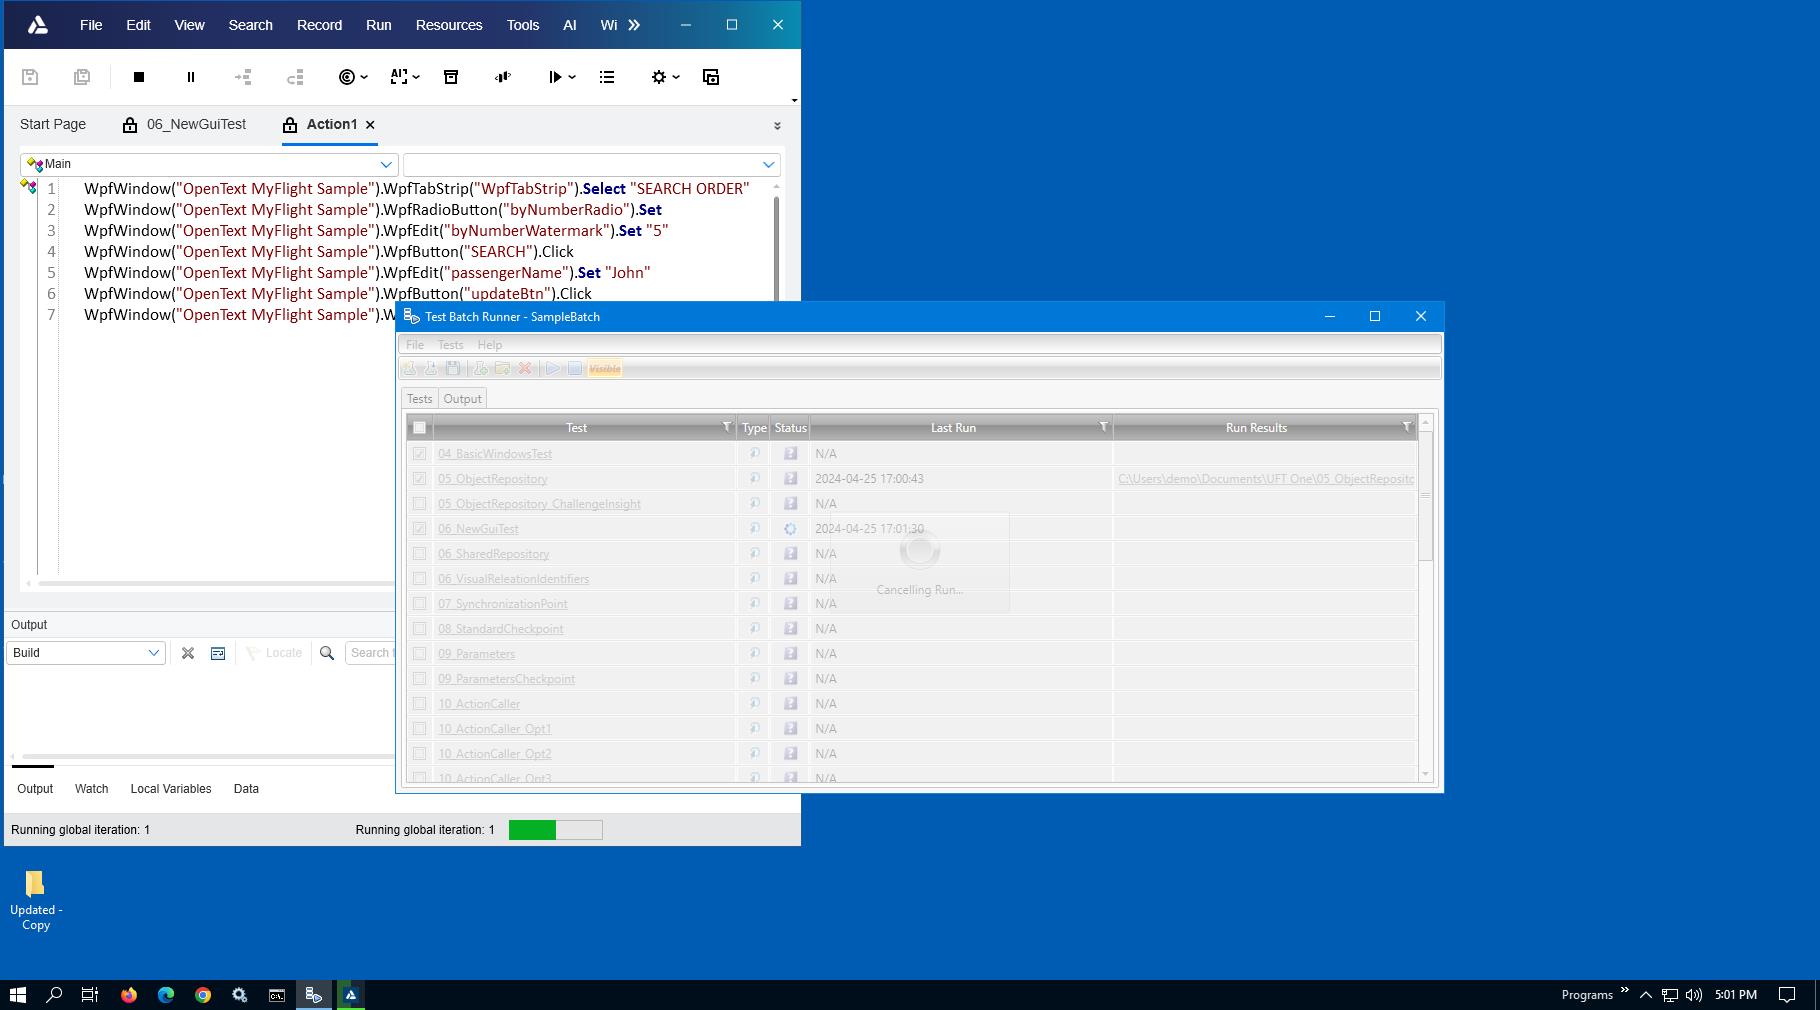 File Edit View Search Record Run Resources Tools AI Wi
Start Page 06_NewGuiTest Action1
Main
1 WpfWindow("OpenText MyFlight Sample").WpfTabStrip("WpfTabStrip").Select "SEARCH ORDER"
2 WpfWindow("OpenText MyFlight Sample").WpfRadioButton("byNumberRadio").Set
3 WpfWindow("OpenText MyFlight Sample").WpfEdit("byNumberWatermark").Set "5"
4 WpfWindow("OpenText MyFlight Sample").WpfButton("SEARCH").Click
5 WpfWindow("OpenText MyFlight Sample").WpfEdit("passengerName").Set "John"
6 WpfWindow("OpenText MyFlight Sample").WpfButton("updateBtn").Click
7 WpfWindow("OpenText MyFlight Sample").W
Output
Build
Locate
Search
Output Watch Local Variables Data
Running global iteration: 1 Running global iteration: 1
Test Batch Runner - SampleBatch
File Tests Help
Visible
Tests Output
Test Type Status Last Run Run Results
04_BasicWindowsTest N/A
05_ObjectRepository 2024-04-25 17:00:43 C:\Users\demo\Documents\UFT One\05_ObjectReposito
05_ObjectRepository_ChallengeInsight N/A
06_NewGuiTest 2024-04-25 17:01:30
06_SharedRepository N/A
06_VisualReleationIdentifiers N/A
Cancelling Run...
07_SynchronizationPoint N/A
08_StandardCheckpoint N/A
09_Parameters N/A
09_ParametersCheckpoint N/A
10_ActionCaller N/A
10_ActionCaller_Opt1 N/A
10_ActionCaller_Opt2 N/A
10_ActionCaller_Opt3 N/A
Updated -
Copy
Programs 5:01 PM